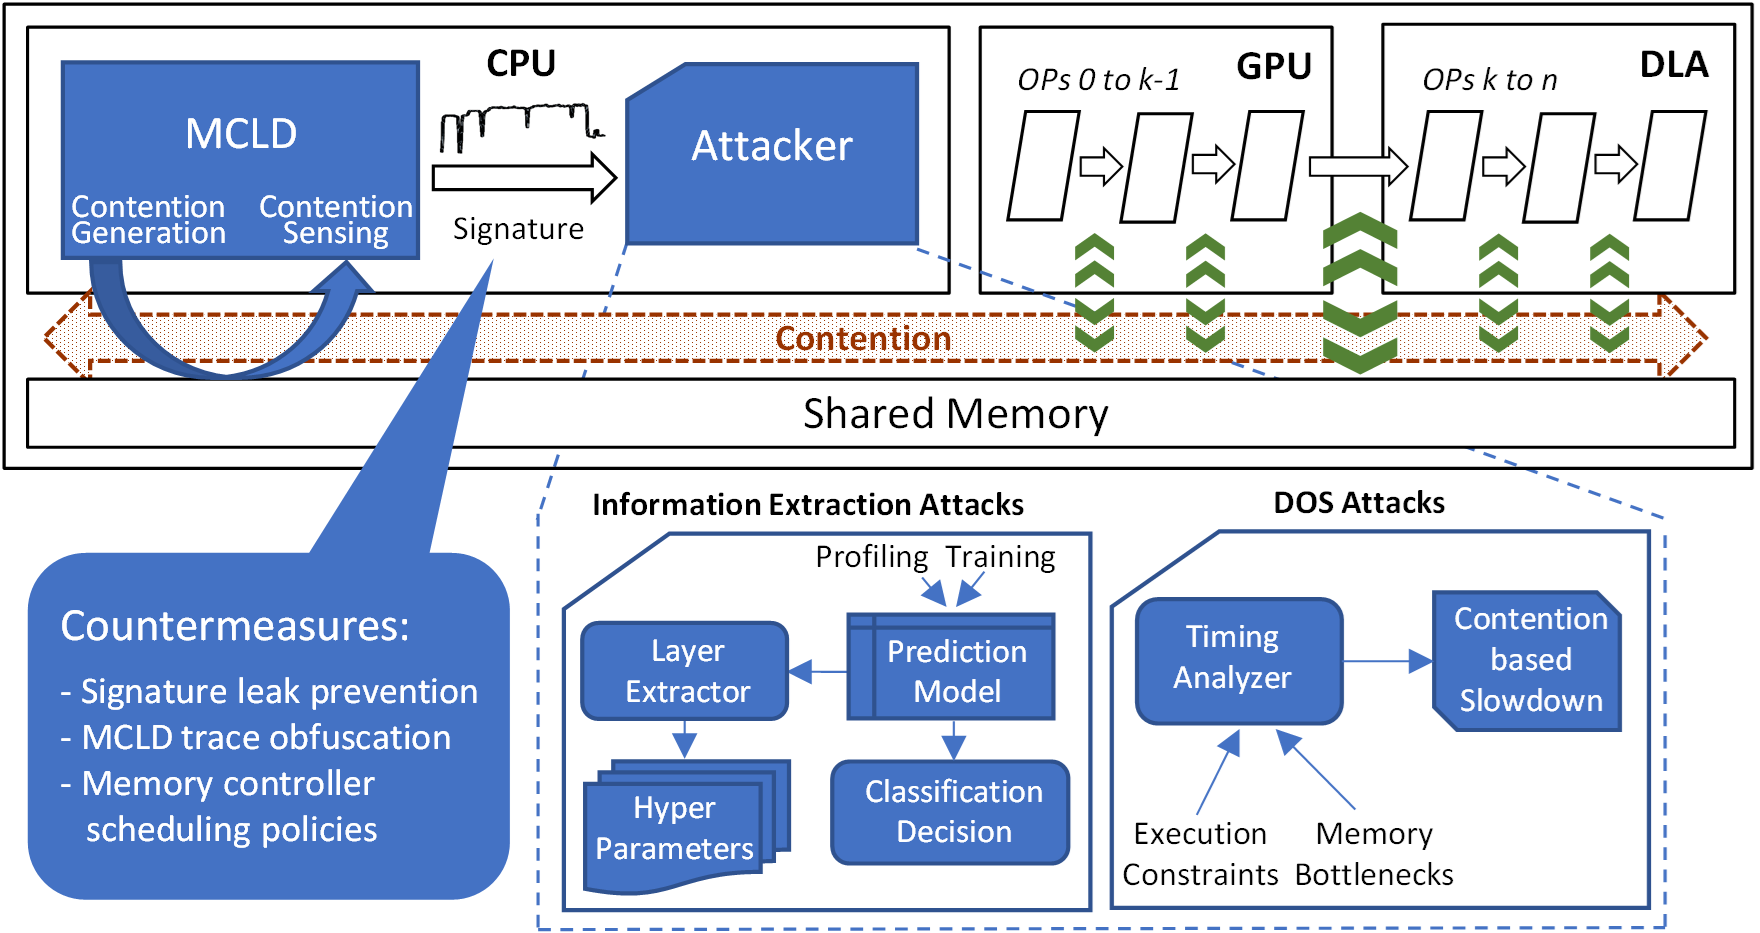 CPU
MCLD
Contention
Generation
Contention
Sensing
Signature
Attacker
GPU
OPs 0 to k-1
DLA
OPs k to n
Contention
Shared Memory
Countermeasures:
- Signature leak prevention
- MCLD trace obfuscation
- Memory controller
scheduling policies
Information Extraction Attacks
Profiling
Training
Layer
Extractor
Prediction
Model
Hyper
Parameters
Classification
Decision
DOS Attacks
Timing
Analyzer
Contention
based
Slowdown
Execution
Constraints
Memory
Bottlenecks